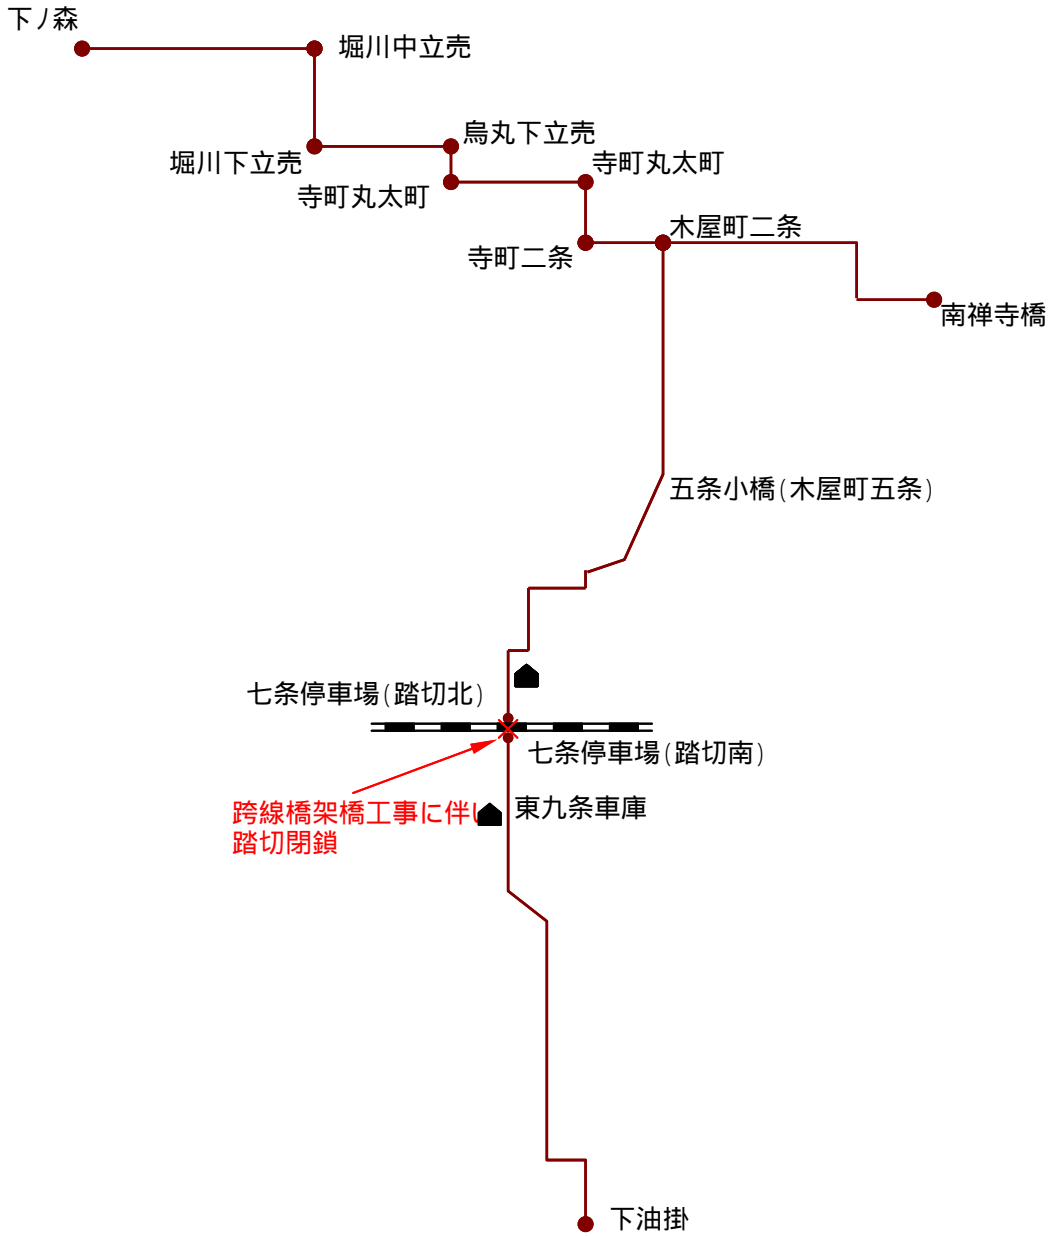 下ノ森
堀川中立売
烏丸下立売
堀川下立売
寺町丸太町
寺町丸太町
木屋町二条
寺町二条
南禅寺橋
五条小橋(木屋町五条)
七条停車場(踏切北)
七条停車場(踏切南)
跨線橋架橋工事に伴い
踏切閉鎖
東九条車庫
下油掛